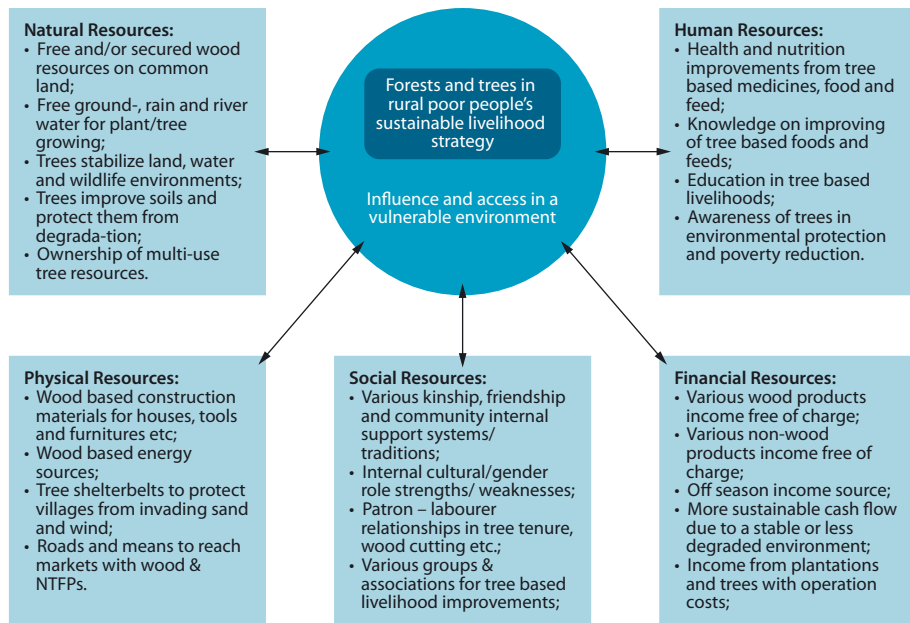 Natural Resources:
• Free and/or secured wood
resources on common
land;
• Free ground-, rain and river
water for plant/tree
growing;
• Trees stabilize land, water
and wildlife environments;
• Trees improve soils and
protect them from
degrada-tion;
• Ownership of multi-use
tree resources.
Forests and trees in
rural poor people's
sustainable livelihood
strategy
Influence and access in a
vulnerable environment
Human Resources:
• Health and nutrition
improvements from tree
based medicines, food and
feed;
• Knowledge on improving
of tree based foods and
feeds;
• Education in tree based
livelihoods;
• Awareness of trees in
environmental protection
and poverty reduction.
Physical Resources:
• Wood based construction
materials for houses, tools
and furnitures etc;
• Wood based energy
sources;
• Tree shelterbelts to protect
villages from invading sand
and wind;
• Roads and means to reach
markets with wood &
NTFPs.
Social Resources:
• Various kinship, friendship
and community internal
support systems/
traditions;
• Internal cultural/gender
role strengths/ weaknesses;
• Patron – labourer
relationships in tree tenure,
wood cutting etc.;
• Various groups &
associations for tree based
livelihood improvements;
Financial Resources:
• Various wood products
income free of charge;
• Various non-wood
products income free of
charge;
• Off season income source;
• More sustainable cash flow
due to a stable or less
degraded environment;
• Income from plantations
and trees with operation
costs;